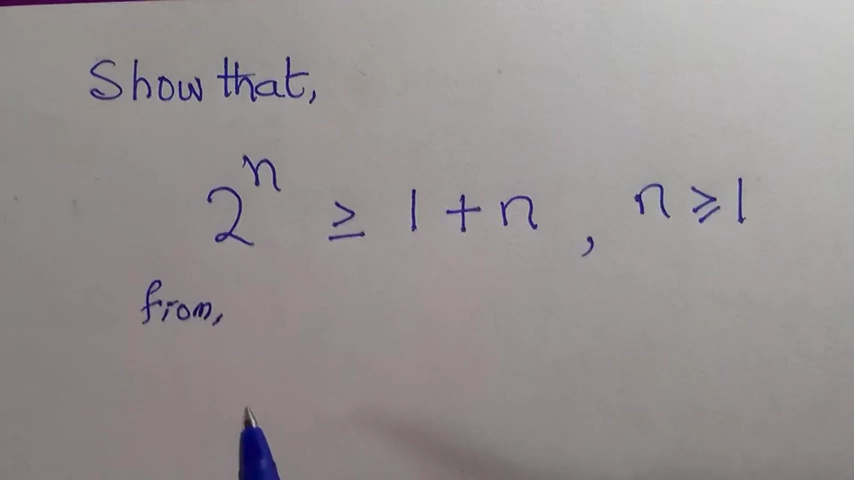 Show that,
2^n ≥ 1 + n , n ≥ 1
from,